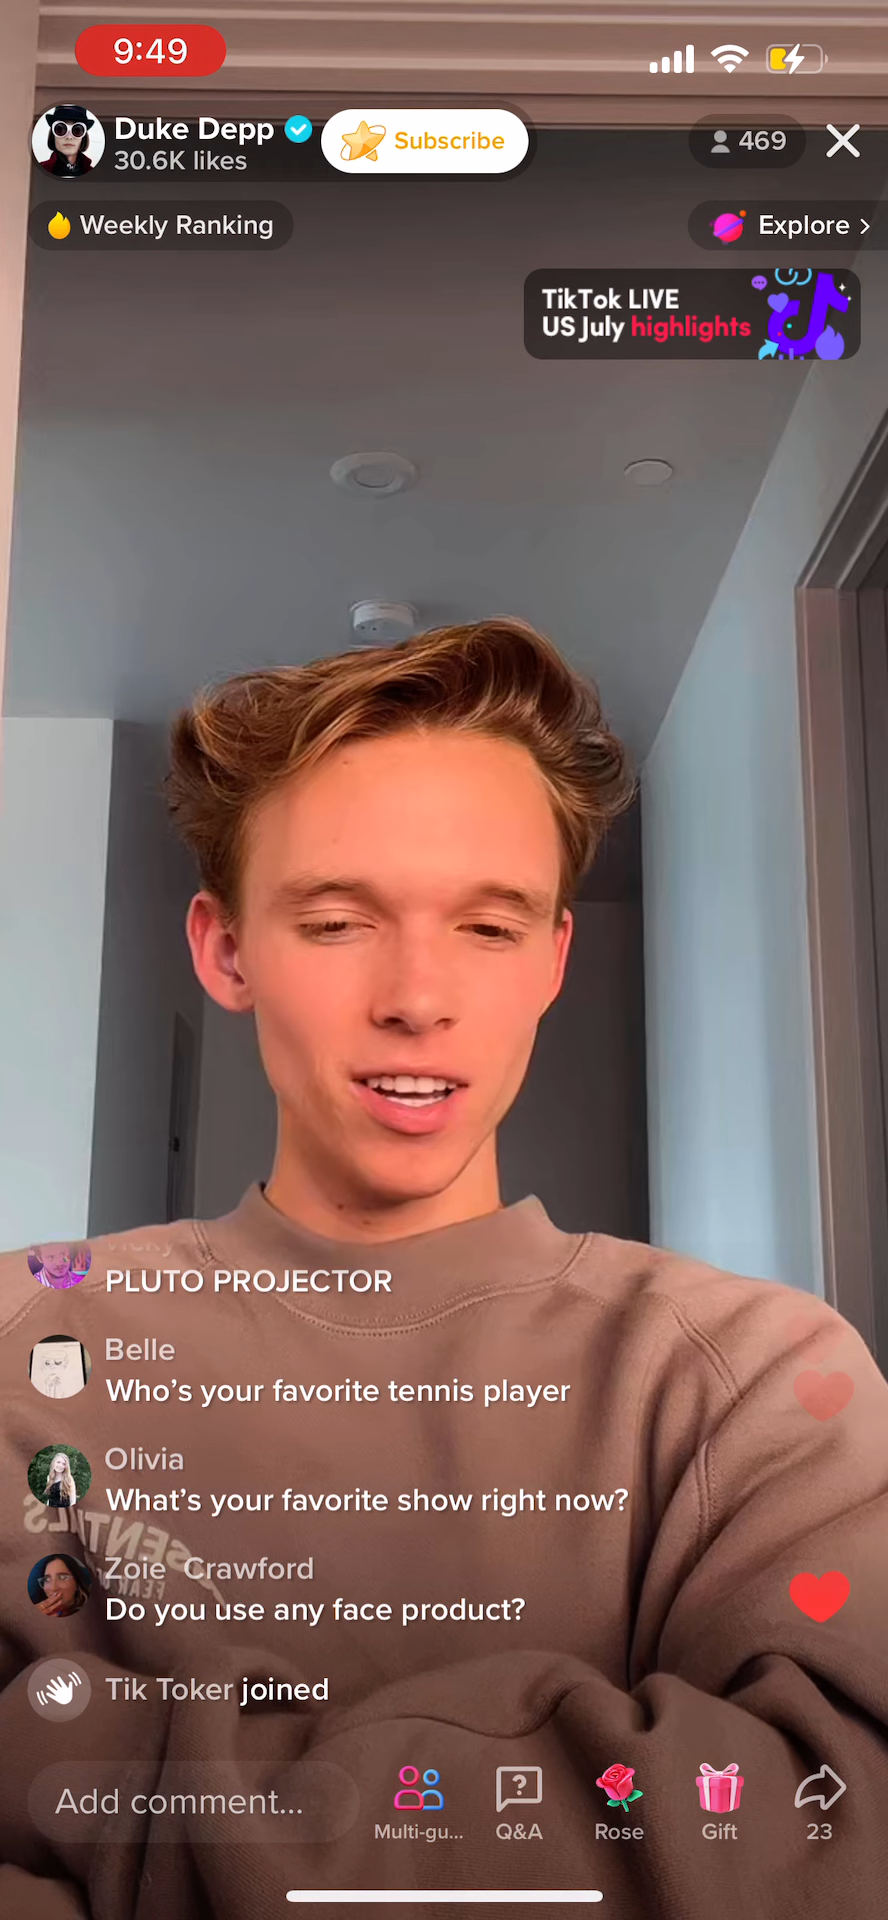 9:49
Duke Depp
30.6K likes
Subscribe
469
Weekly Ranking
Explore >
TikTok LIVE
US July highlights
Vicky
PLUTO PROJECTOR
Belle
Who’s your favorite tennis player
Olivia
What’s your favorite show right now?
Zoie Crawford
Do you use any face product?
Tik Toker joined
Add comment...
Multi-gu...
Q&A
Rose
Gift
23